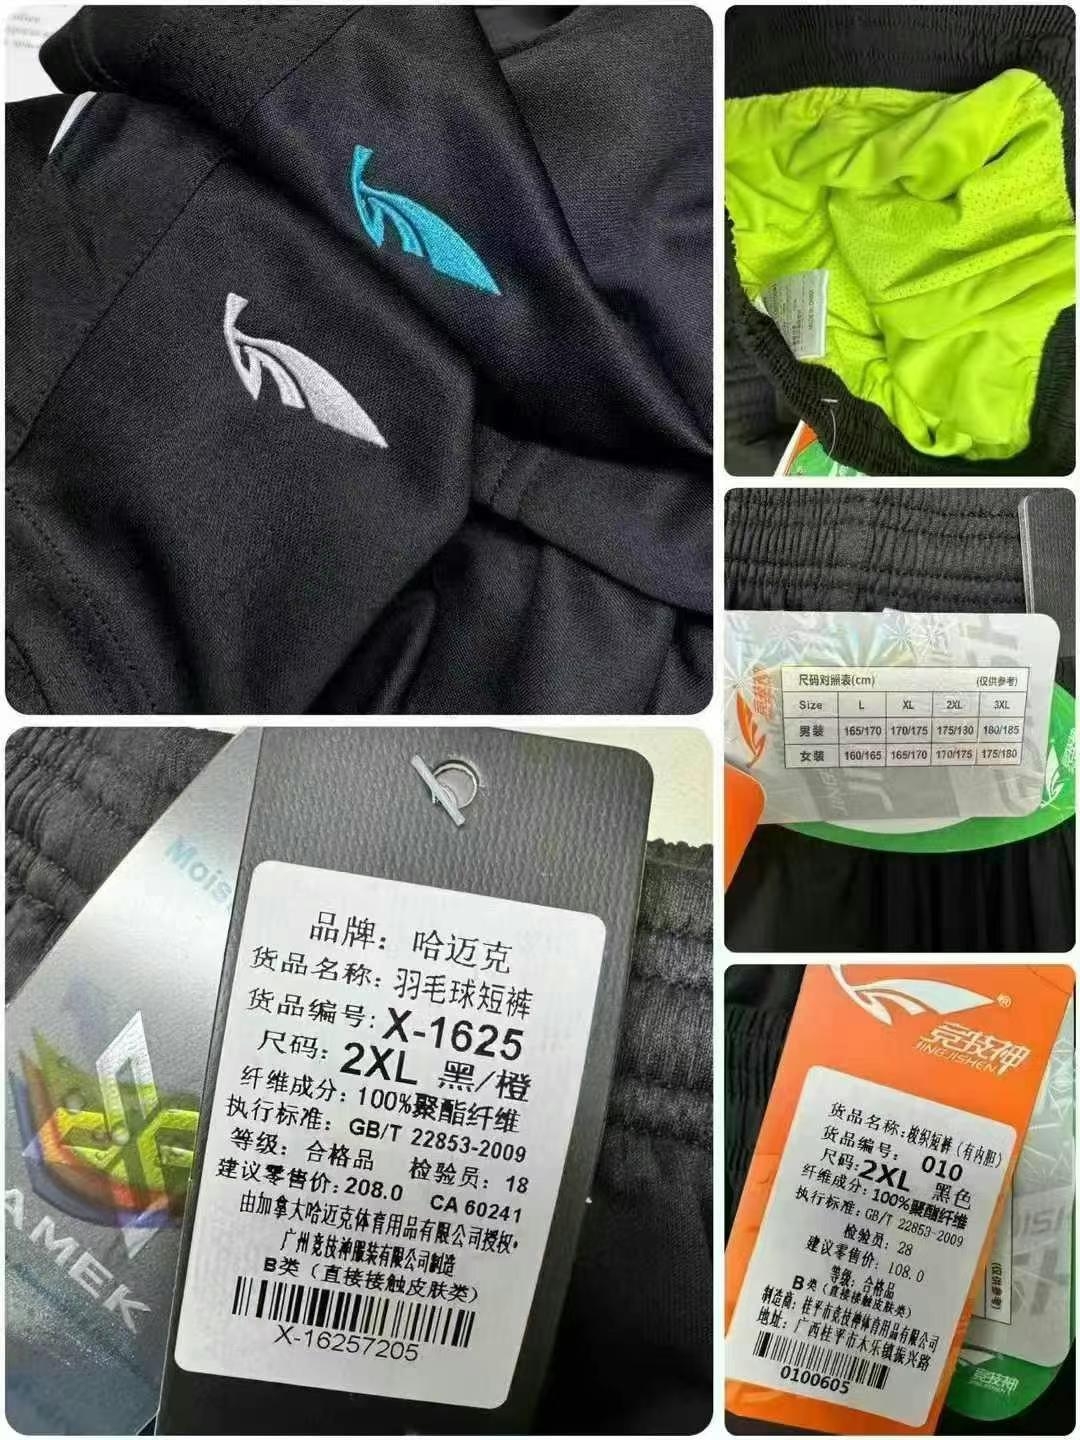 MADE IN CHINA
竞技神
尺码对照表(cm) (仅供参考)
Size L XL 2XL 3XL
男装 165/170 170/175 175/180 180/185
女装 160/165 165/170 170/175 175/180
Mois
AMEK
品牌：哈迈克
货品名称：羽毛球短裤
货品编号：X-1625
尺码：2XL 黑/橙
纤维成分：100%聚酯纤维
执行标准：GB/T 22853-2009
等级：合格品 检验员：18
建议零售价：208.0 CA 60241
由加拿大哈迈克体育用品有限公司授权·
广州竞技神服装有限公司制造
B类（直接接触皮肤类）
X-16257205
®
竞技神
JINGJISHEN
货品名称：梭织短裤（有内胆）
货品编号：010
尺码：2XL 黑色
纤维成分：100%聚酯纤维
执行标准：GB/T 22853-2009
检验员：28
建议零售价：108.0
等级：合格品
B类（直接接触皮肤类）
制造商：桂平市竞技神体育用品有限公司
地址：广西桂平市木乐镇振兴路
0100605
竞技神
JINGJISHEN